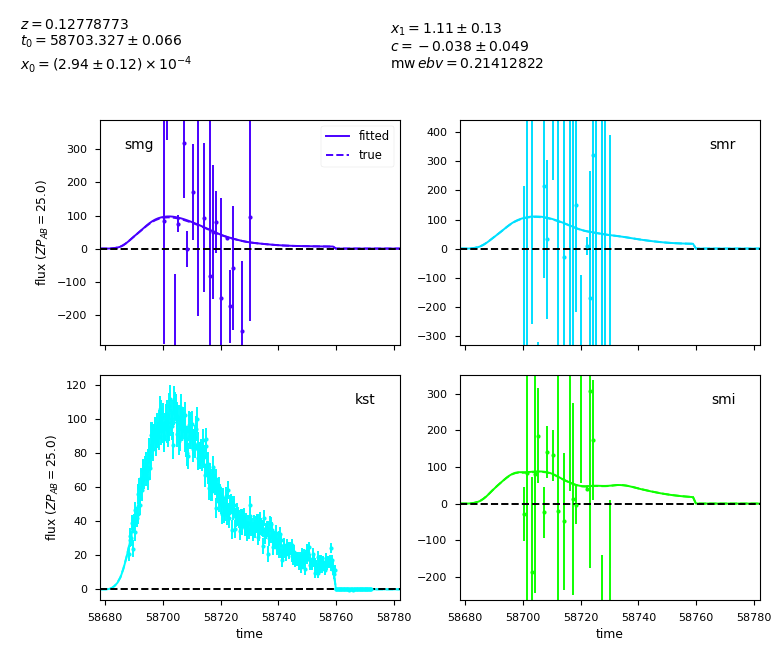 z = 0.12778773
t₀ = 58703.327 ± 0.066
x₀ = (2.94 ± 0.12) × 10⁻⁴
x₁ = 1.11 ± 0.13
c = −0.038 ± 0.049
mw ebv = 0.21412822
smg
fitted
true
300
200
100
0
−100
−200
flux (ZP_AB = 25.0)
smr
400
300
200
100
0
−100
−200
−300
kst
120
100
80
60
40
20
0
flux (ZP_AB = 25.0)
58680 58700 58720 58740 58760 58780
time
smi
300
200
100
0
−100
−200
58680 58700 58720 58740 58760 58780
time